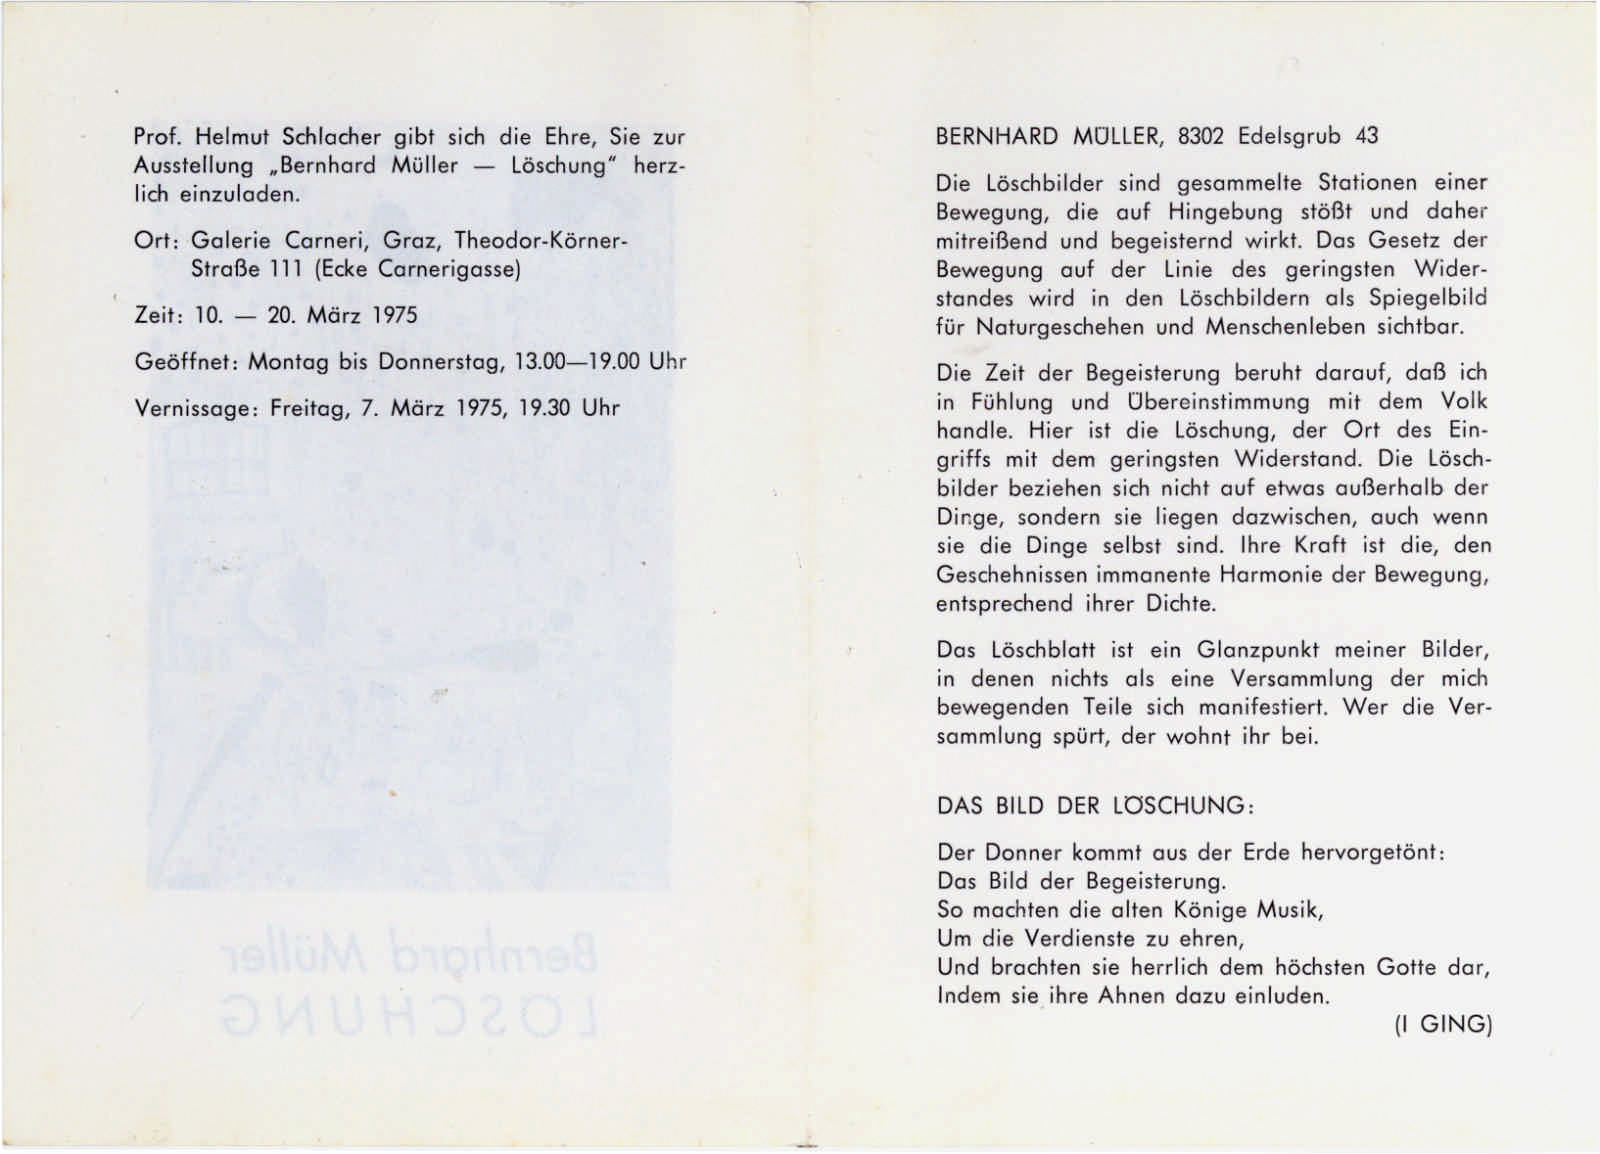 Prof. Helmut Schlacher gibt sich die Ehre, Sie zur
Ausstellung „Bernhard Müller — Löschung" herz-
lich einzuladen.
Ort: Galerie Carneri, Graz, Theodor-Körner-
Straße 111 (Ecke Carnerigasse)
Zeit: 10. — 20. März 1975
Geöffnet: Montag bis Donnerstag, 13.00—19.00 Uhr
Vernissage: Freitag, 7. März 1975, 19.30 Uhr
Bernhard Müller
LÖSCHUNG
BERNHARD MÜLLER, 8302 Edelsgrub 43
Die Löschbilder sind gesammelte Stationen einer
Bewegung, die auf Hingebung stößt und daher
mitreißend und begeisternd wirkt. Das Gesetz der
Bewegung auf der Linie des geringsten Wider-
standes wird in den Löschbildern als Spiegelbild
für Naturgeschehen und Menschenleben sichtbar.
Die Zeit der Begeisterung beruht darauf, daß ich
in Fühlung und Übereinstimmung mit dem Volk
handle. Hier ist die Löschung, der Ort des Ein-
griffs mit dem geringsten Widerstand. Die Lösch-
bilder beziehen sich nicht auf etwas außerhalb der
Dinge, sondern sie liegen dazwischen, auch wenn
sie die Dinge selbst sind. Ihre Kraft ist die, den
Geschehnissen immanente Harmonie der Bewegung,
entsprechend ihrer Dichte.
Das Löschblatt ist ein Glanzpunkt meiner Bilder,
in denen nichts als eine Versammlung der mich
bewegenden Teile sich manifestiert. Wer die Ver-
sammlung spürt, der wohnt ihr bei.
DAS BILD DER LÖSCHUNG:
Der Donner kommt aus der Erde hervorgetönt:
Das Bild der Begeisterung.
So machten die alten Könige Musik,
Um die Verdienste zu ehren,
Und brachten sie herrlich dem höchsten Gotte dar,
Indem sie ihre Ahnen dazu einluden.
(I GING)